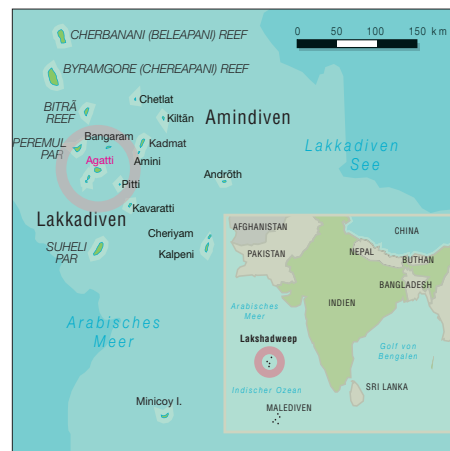 CHERBANANI (BELEAPANI) REEF
0 50 100 150 km
BYRAMGORE (CHEREAPANI) REEF
Chetlat
BITRĀ
REEF
Kiltän
Amindiven
Bangaram
Kadmat
PEREMUL
PAR
Lakkadiven
See
Agatti
Amini
Pitti
Andrōth
Kavaratti
Lakkadiven
Cheriyam
SUHELI
PAR
Kalpeni
Arabisches
Meer
Minicoy I.
AFGHANISTAN
CHINA
PAKISTAN
NEPAL
BUTHAN
BANGLADESH
INDIEN
Arabisches
Meer
Lakshadweep
Golf von
Bengalen
Indischer Ozean
SRI LANKA
MALEDIVEN